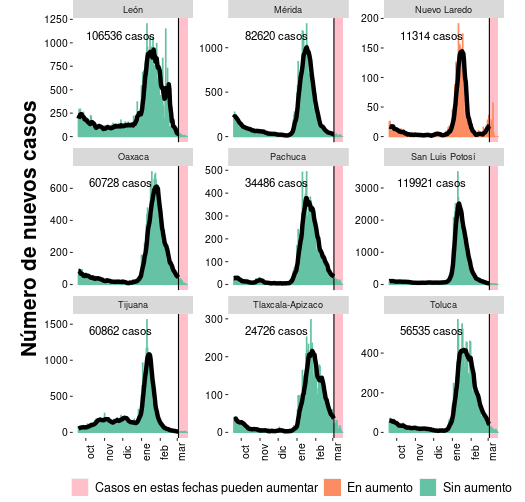 Número de nuevos casos
León
106536 casos
1250
1000
750
500
250
0
Mérida
82620 casos
1000
500
0
Nuevo Laredo
11314 casos
200
150
100
50
0
Oaxaca
60728 casos
600
400
200
0
Pachuca
34486 casos
500
400
300
200
100
0
San Luis Potosí
119921 casos
3000
2000
1000
0
Tijuana
60862 casos
1500
1000
500
0
oct nov dic ene feb mar
Tlaxcala-Apizaco
24726 casos
300
200
100
0
oct nov dic ene feb mar
Toluca
56535 casos
400
200
0
oct nov dic ene feb mar
Casos en estas fechas pueden aumentar En aumento Sin aumento